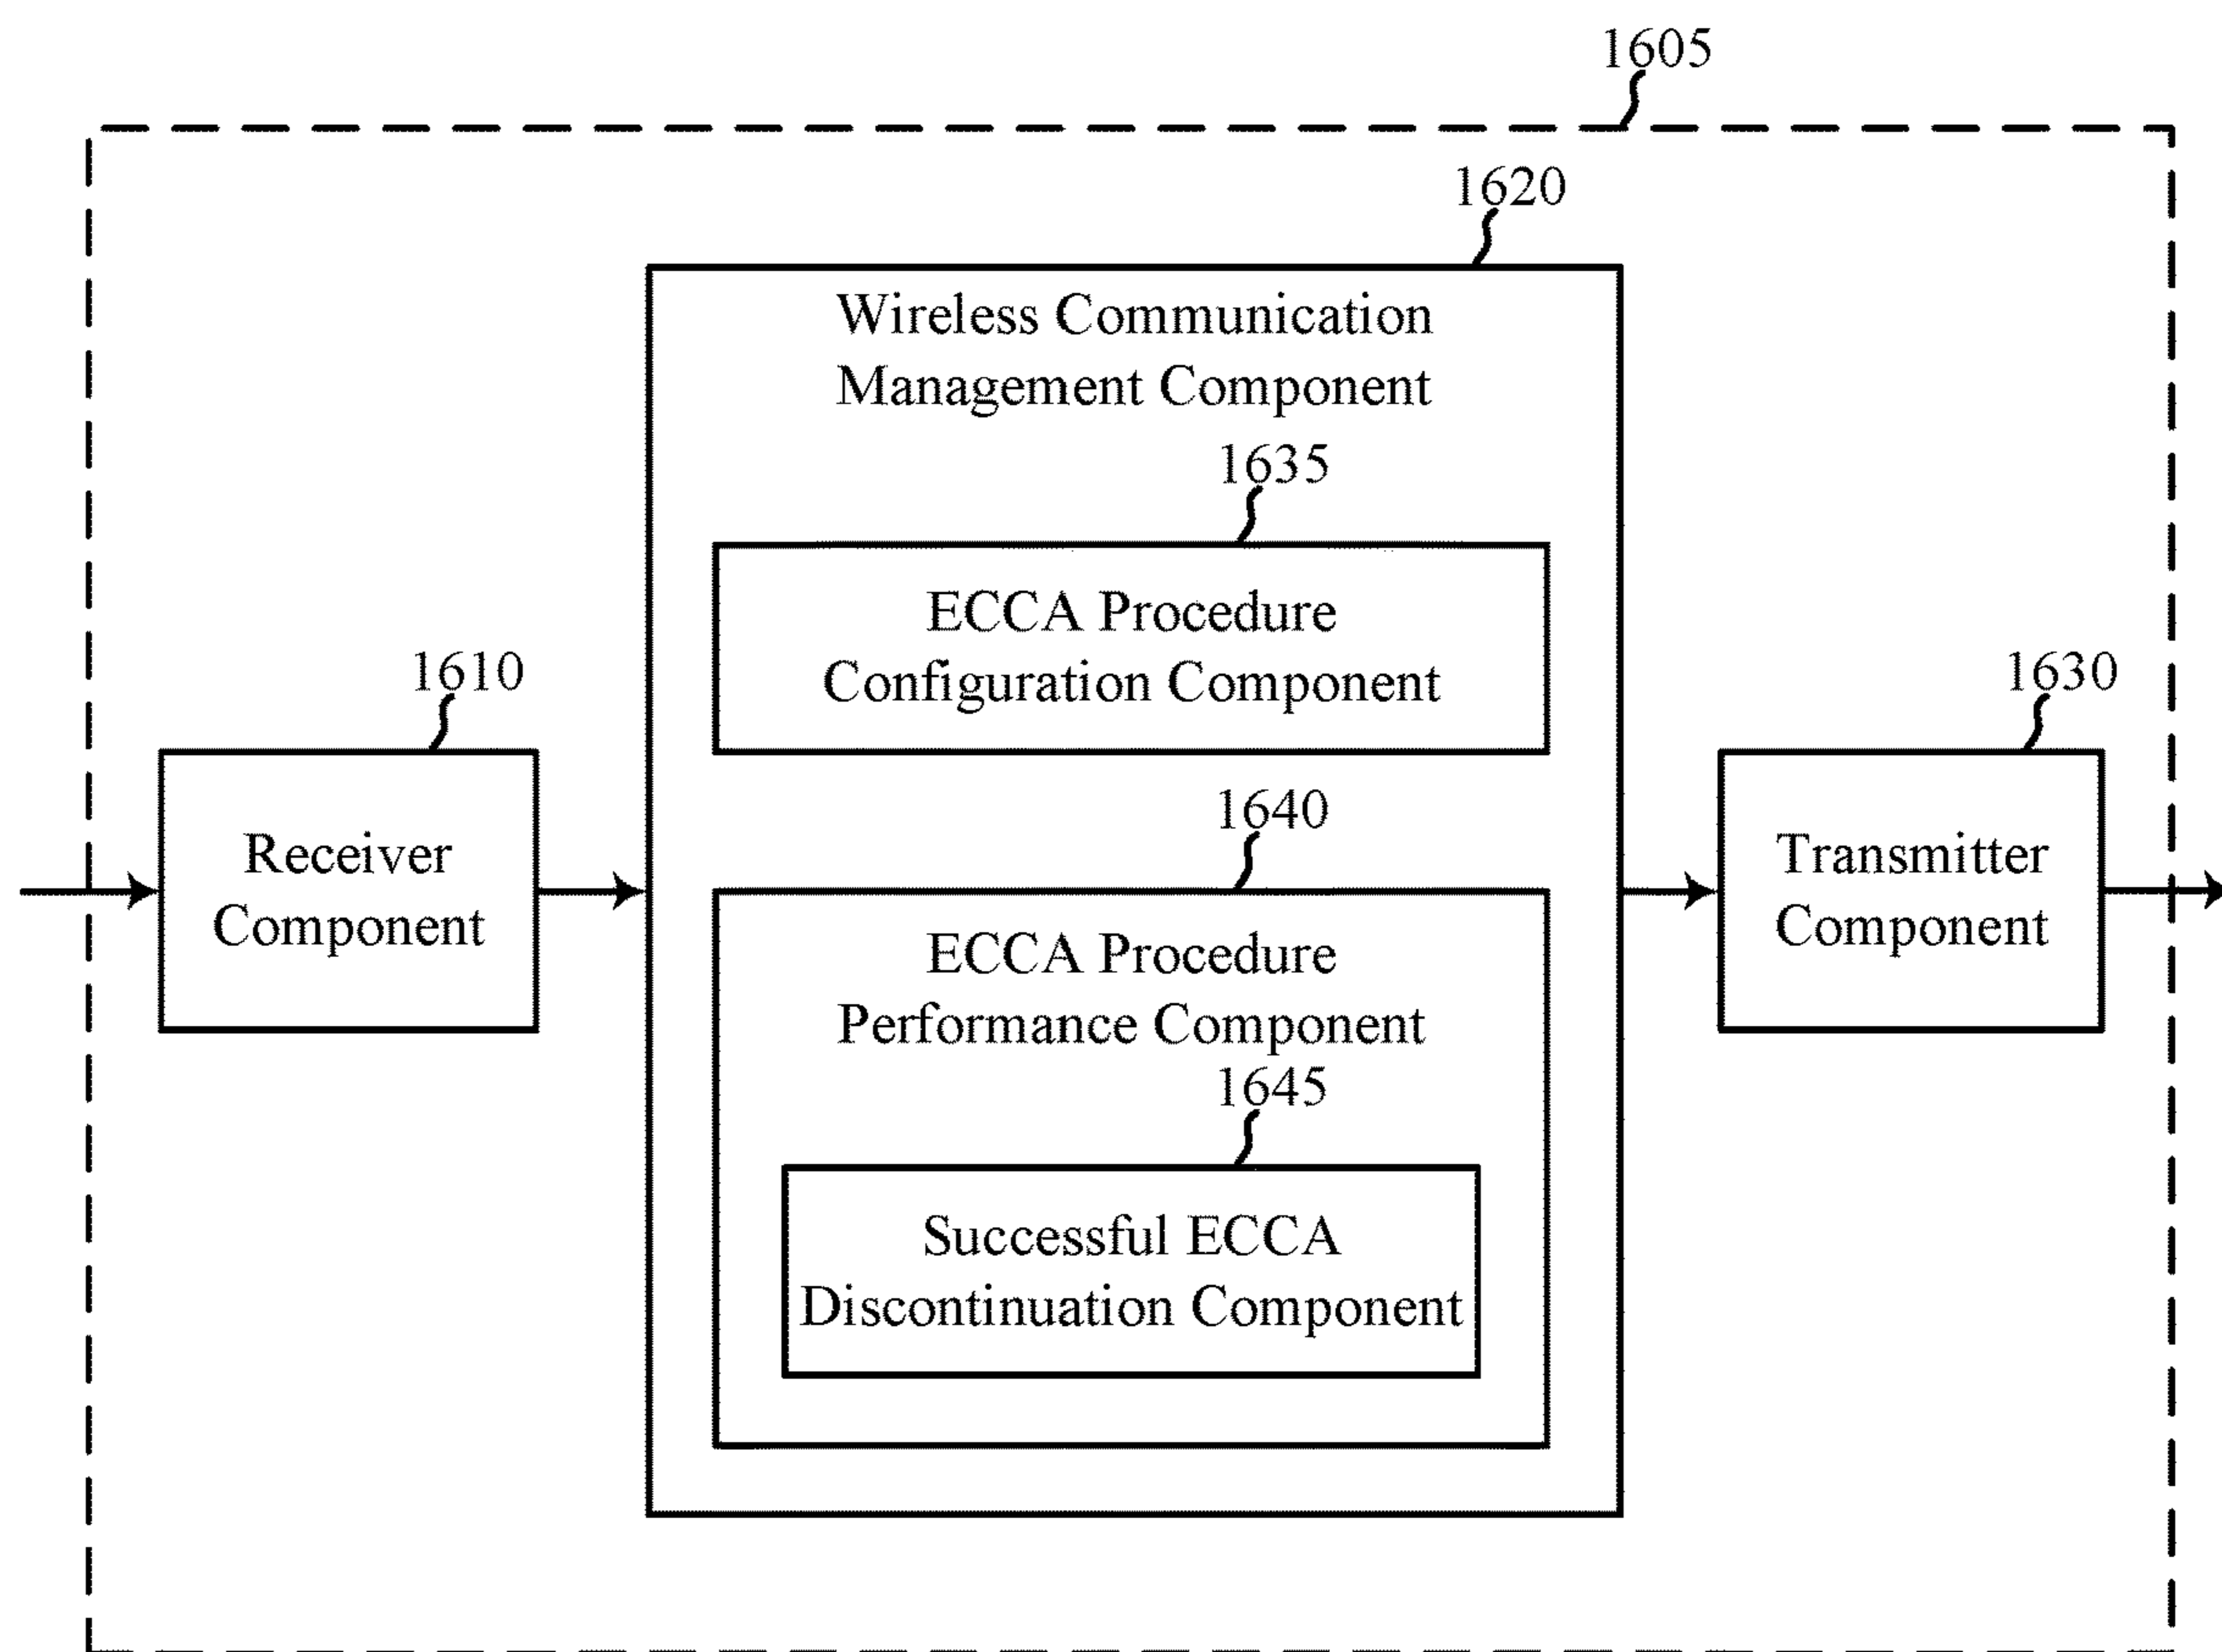 1605
1620
Wireless Communication
Management Component
1635
ECCA Procedure
Configuration Component
1610
Receiver
Component
1630
Transmitter
Component
1640
ECCA Procedure
Performance Component
1645
Successful ECCA
Discontinuation Component